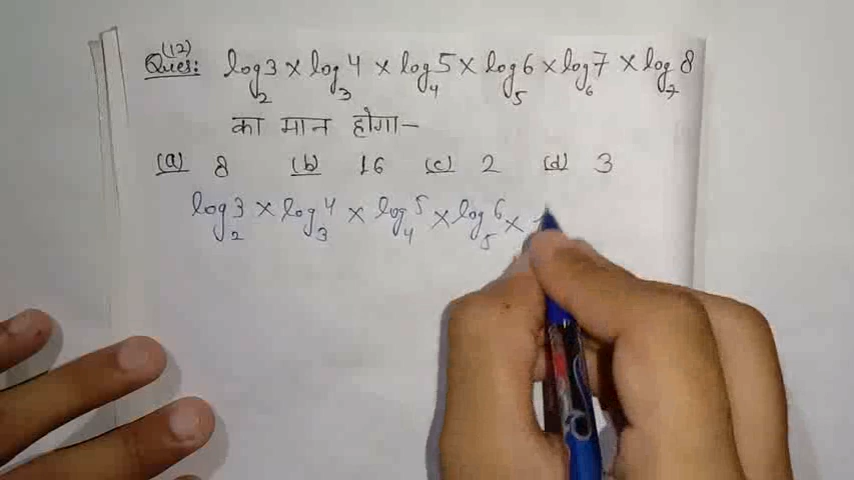 (12)
Ques: log₂3 × log₃4 × log₄5 × log₅6 × log₆7 × log₇8
का मान होगा–
(a) 8 (b) 16 (c) 2 (d) 3
log₂3 × log₃4 × log₄5 × log₅6 ×